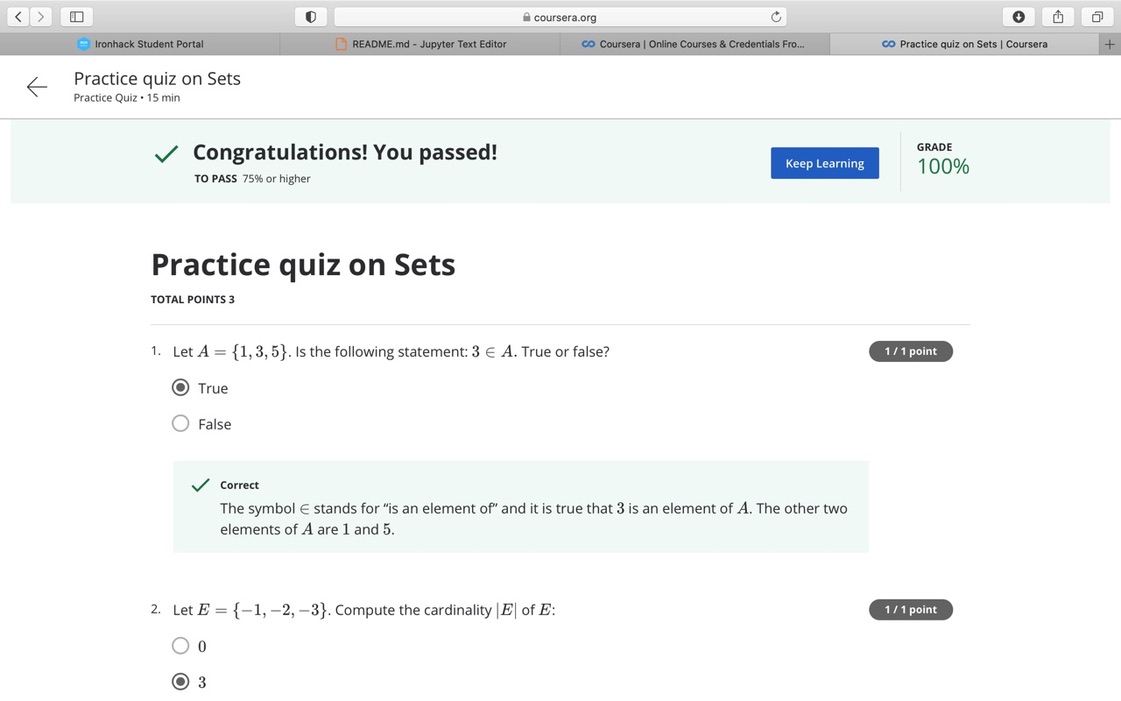 coursera.org
Ironhack Student Portal
README.md - Jupyter Text Editor
Coursera | Online Courses & Credentials Fro...
Practice quiz on Sets | Coursera
Practice quiz on Sets
Practice Quiz • 15 min
Congratulations! You passed!
TO PASS 75% or higher
Keep Learning
GRADE
100%
Practice quiz on Sets
TOTAL POINTS 3
1. Let A = {1, 3, 5}. Is the following statement: 3 ∈ A. True or false?
1 / 1 point
True
False
Correct
The symbol ∈ stands for “is an element of” and it is true that 3 is an element of A. The other two
elements of A are 1 and 5.
2. Let E = {−1, −2, −3}. Compute the cardinality |E| of E:
1 / 1 point
0
3